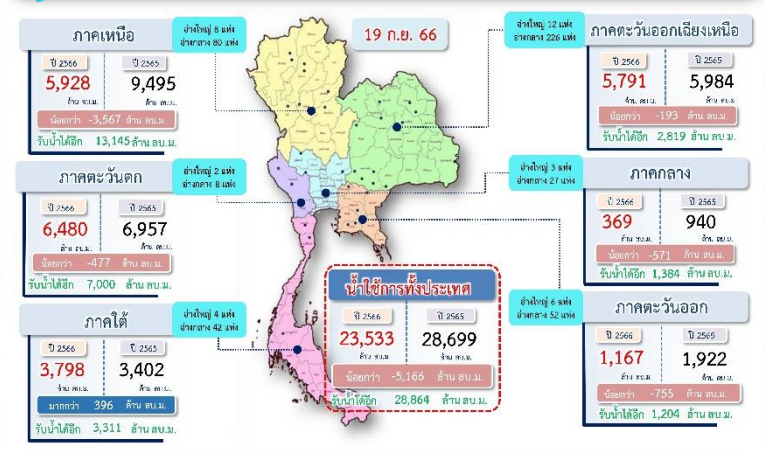 19 ก.ย. 66
ภาคเหนือ
อ่างใหญ่ 8 แห่ง
อ่างกลาง 80 แห่ง
ปี 2566 ปี 2565
5,928 9,495
ล้าน ลบ.ม. ล้าน ลบ.ม.
น้อยกว่า -3,567 ล้าน ลบ.ม.
รับน้ำได้อีก 13,145 ล้าน ลบ.ม.
ภาคตะวันออกเฉียงเหนือ
อ่างใหญ่ 12 แห่ง
อ่างกลาง 226 แห่ง
ปี 2566 ปี 2565
5,791 5,984
ล้าน ลบ.ม. ล้าน ลบ.ม.
น้อยกว่า -193 ล้าน ลบ.ม.
รับน้ำได้อีก 2,819 ล้าน ลบ.ม.
ภาคตะวันตก
อ่างใหญ่ 2 แห่ง
อ่างกลาง 8 แห่ง
ปี 2566 ปี 2565
6,480 6,957
ล้าน ลบ.ม. ล้าน ลบ.ม.
น้อยกว่า -477 ล้าน ลบ.ม.
รับน้ำได้อีก 7,000 ล้าน ลบ.ม.
ภาคกลาง
อ่างใหญ่ 3 แห่ง
อ่างกลาง 27 แห่ง
ปี 2566 ปี 2565
369 940
ล้าน ลบ.ม. ล้าน ลบ.ม.
น้อยกว่า -571 ล้าน ลบ.ม.
รับน้ำได้อีก 1,384 ล้าน ลบ.ม.
ภาคใต้
อ่างใหญ่ 4 แห่ง
อ่างกลาง 42 แห่ง
ปี 2566 ปี 2565
3,798 3,402
ล้าน ลบ.ม. ล้าน ลบ.ม.
มากกว่า 396 ล้าน ลบ.ม.
รับน้ำได้อีก 3,311 ล้าน ลบ.ม.
น้ำใช้การทั้งประเทศ
ปี 2566 ปี 2565
23,533 28,699
ล้าน ลบ.ม. ล้าน ลบ.ม.
น้อยกว่า -5,166 ล้าน ลบ.ม.
รับน้ำได้อีก 28,864 ล้าน ลบ.ม.
ภาคตะวันออก
อ่างใหญ่ 6 แห่ง
อ่างกลาง 52 แห่ง
ปี 2566 ปี 2565
1,167 1,922
ล้าน ลบ.ม. ล้าน ลบ.ม.
น้อยกว่า -755 ล้าน ลบ.ม.
รับน้ำได้อีก 1,204 ล้าน ลบ.ม.